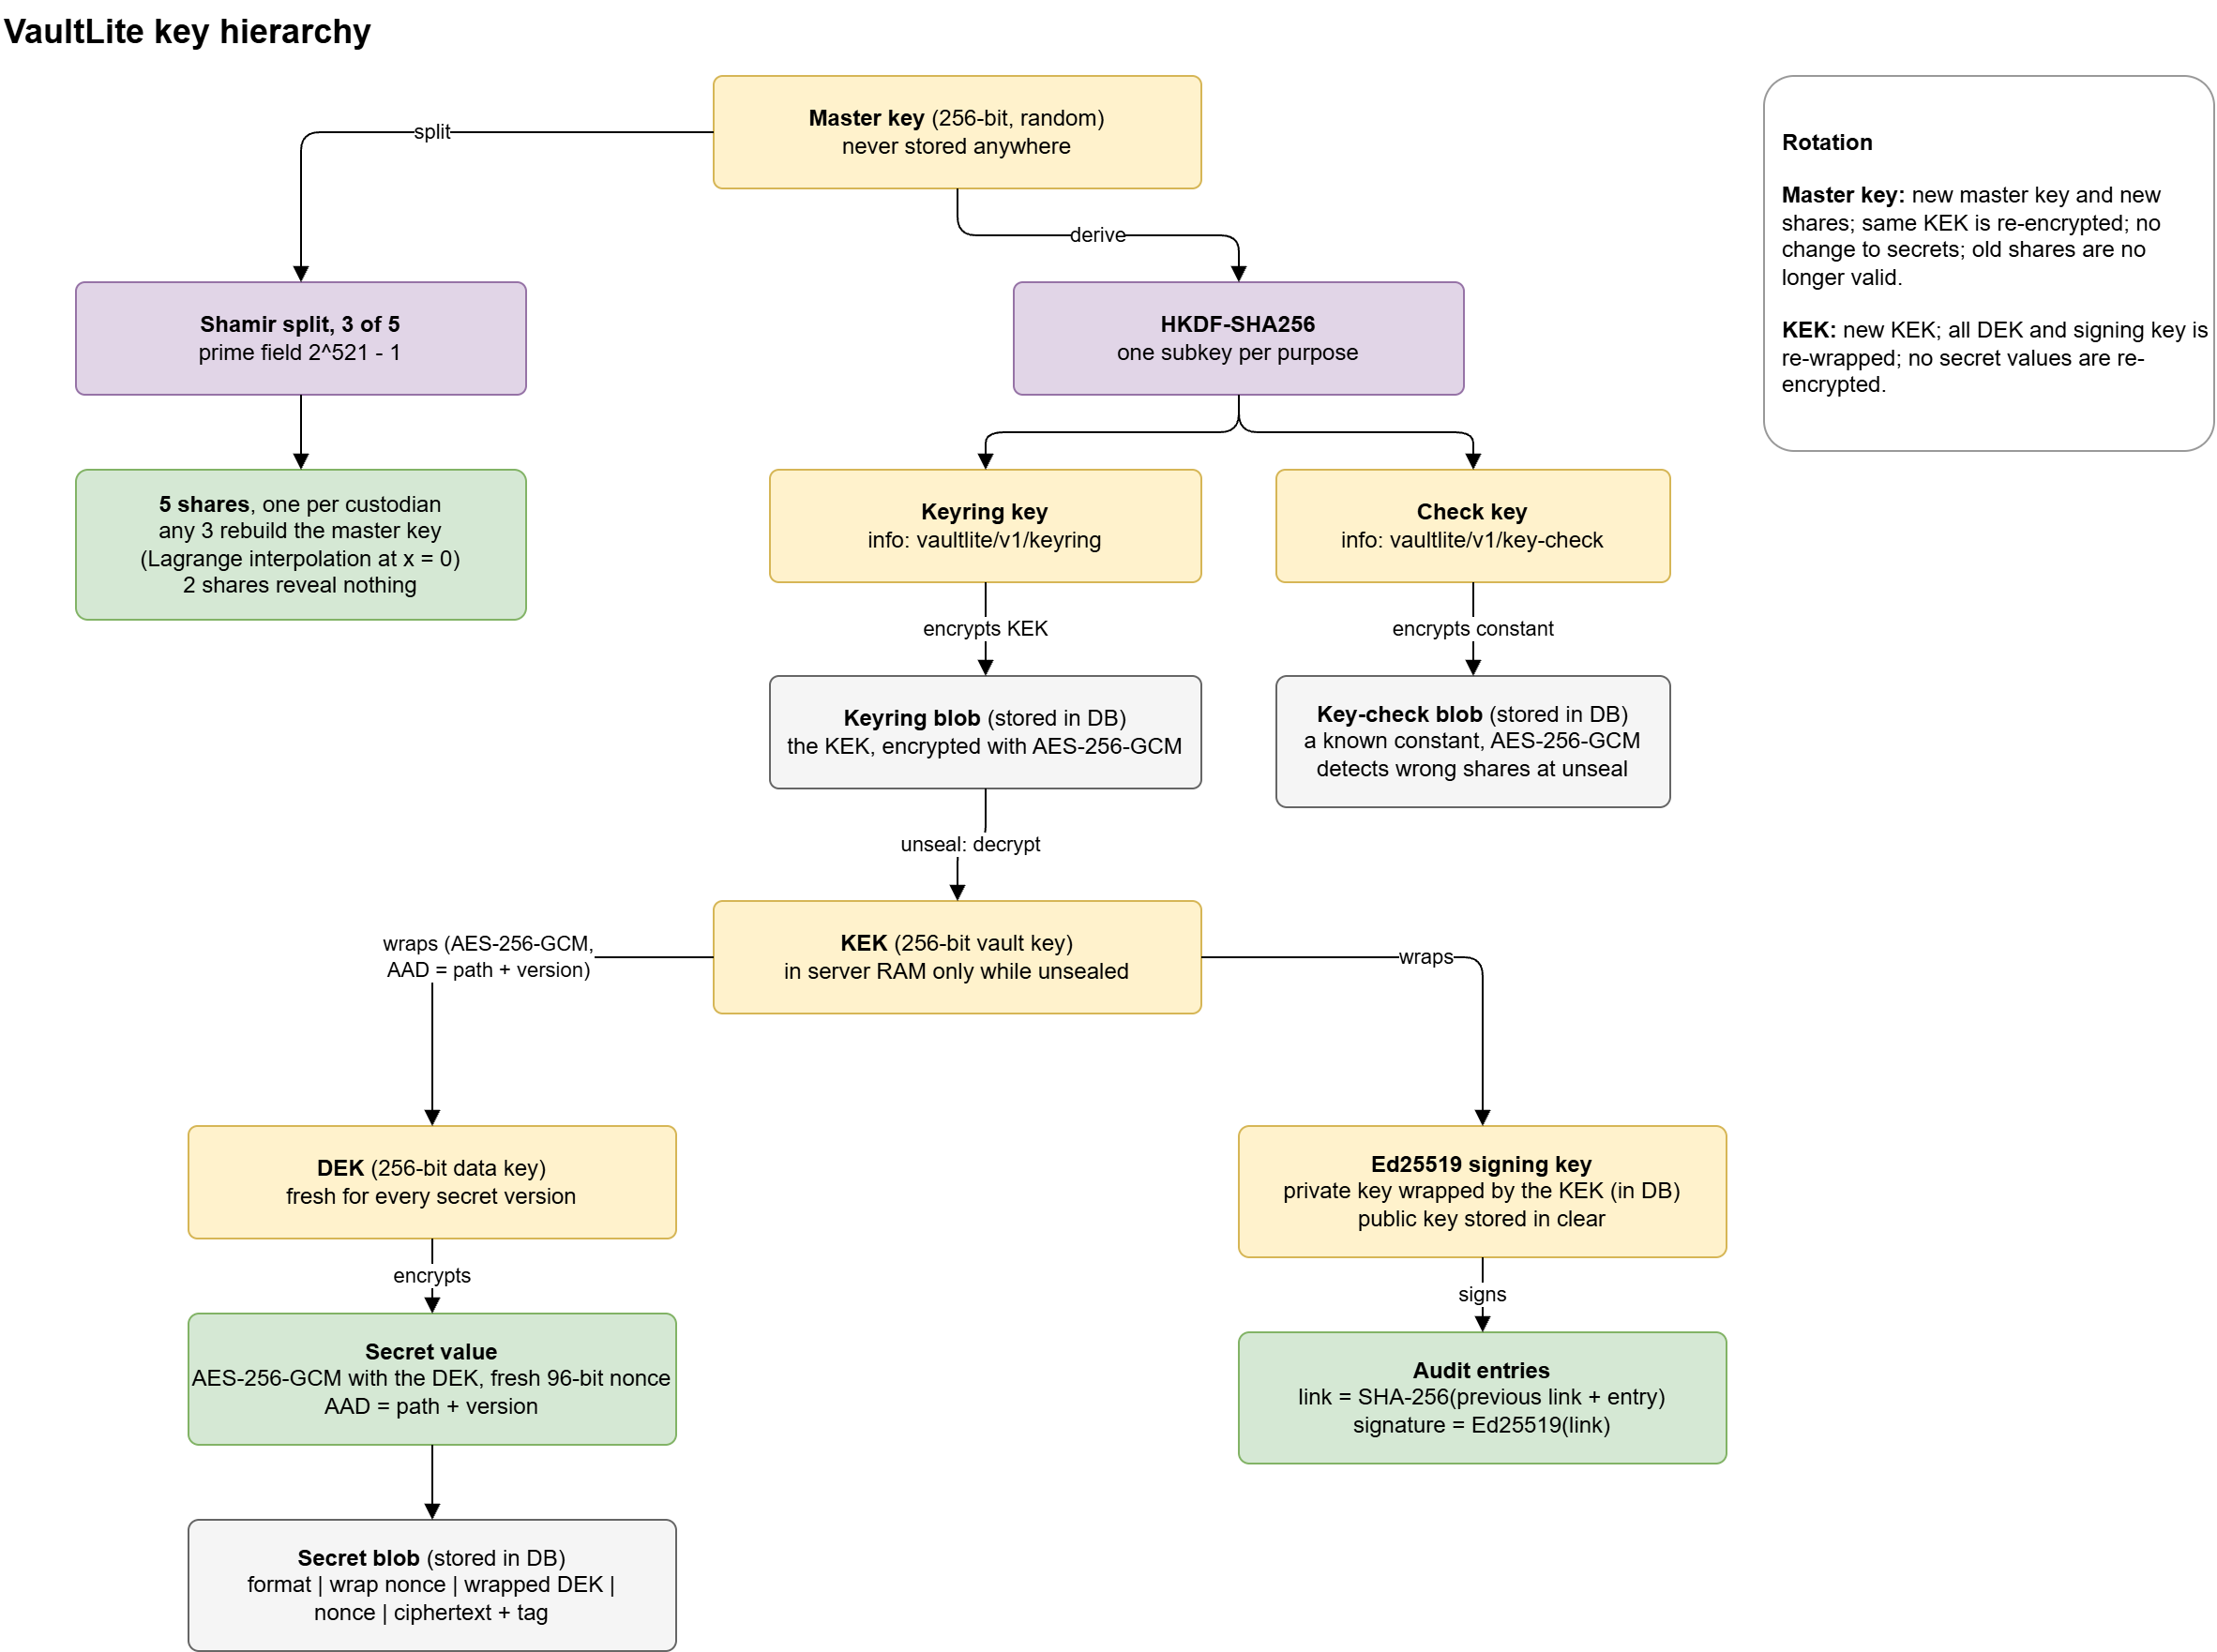 VaultLite key hierarchy
Master key (256-bit, random)
never stored anywhere
split
derive
Shamir split, 3 of 5
prime field 2^521 - 1
HKDF-SHA256
one subkey per purpose
5 shares, one per custodian
any 3 rebuild the master key
(Lagrange interpolation at x = 0)
2 shares reveal nothing
Keyring key
info: vaultlite/v1/keyring
Check key
info: vaultlite/v1/key-check
encrypts KEK
encrypts constant
Keyring blob (stored in DB)
the KEK, encrypted with AES-256-GCM
Key-check blob (stored in DB)
a known constant, AES-256-GCM
detects wrong shares at unseal
unseal: decrypt
KEK (256-bit vault key)
in server RAM only while unsealed
wraps (AES-256-GCM,
AAD = path + version)
wraps
DEK (256-bit data key)
fresh for every secret version
Ed25519 signing key
private key wrapped by the KEK (in DB)
public key stored in clear
encrypts
signs
Secret value
AES-256-GCM with the DEK, fresh 96-bit nonce
AAD = path + version
Audit entries
link = SHA-256(previous link + entry)
signature = Ed25519(link)
Secret blob (stored in DB)
format | wrap nonce | wrapped DEK |
nonce | ciphertext + tag
Rotation
Master key: new master key and new
shares; same KEK is re-encrypted; no
change to secrets; old shares are no
longer valid.
KEK: new KEK; all DEK and signing key is
re-wrapped; no secret values are re-
encrypted.